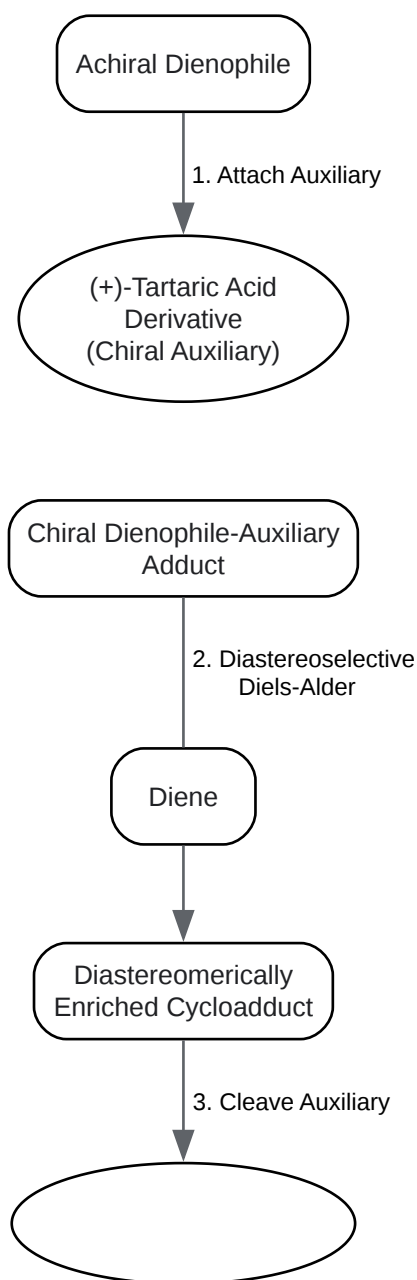 Achiral Dienophile
1. Attach Auxiliary
(+)-Tartaric Acid
Derivative
(Chiral Auxiliary)
Chiral Dienophile-Auxiliary
Adduct
2. Diastereoselective
Diels-Alder
Diene
Diastereomerically
Enriched Cycloadduct
3. Cleave Auxiliary